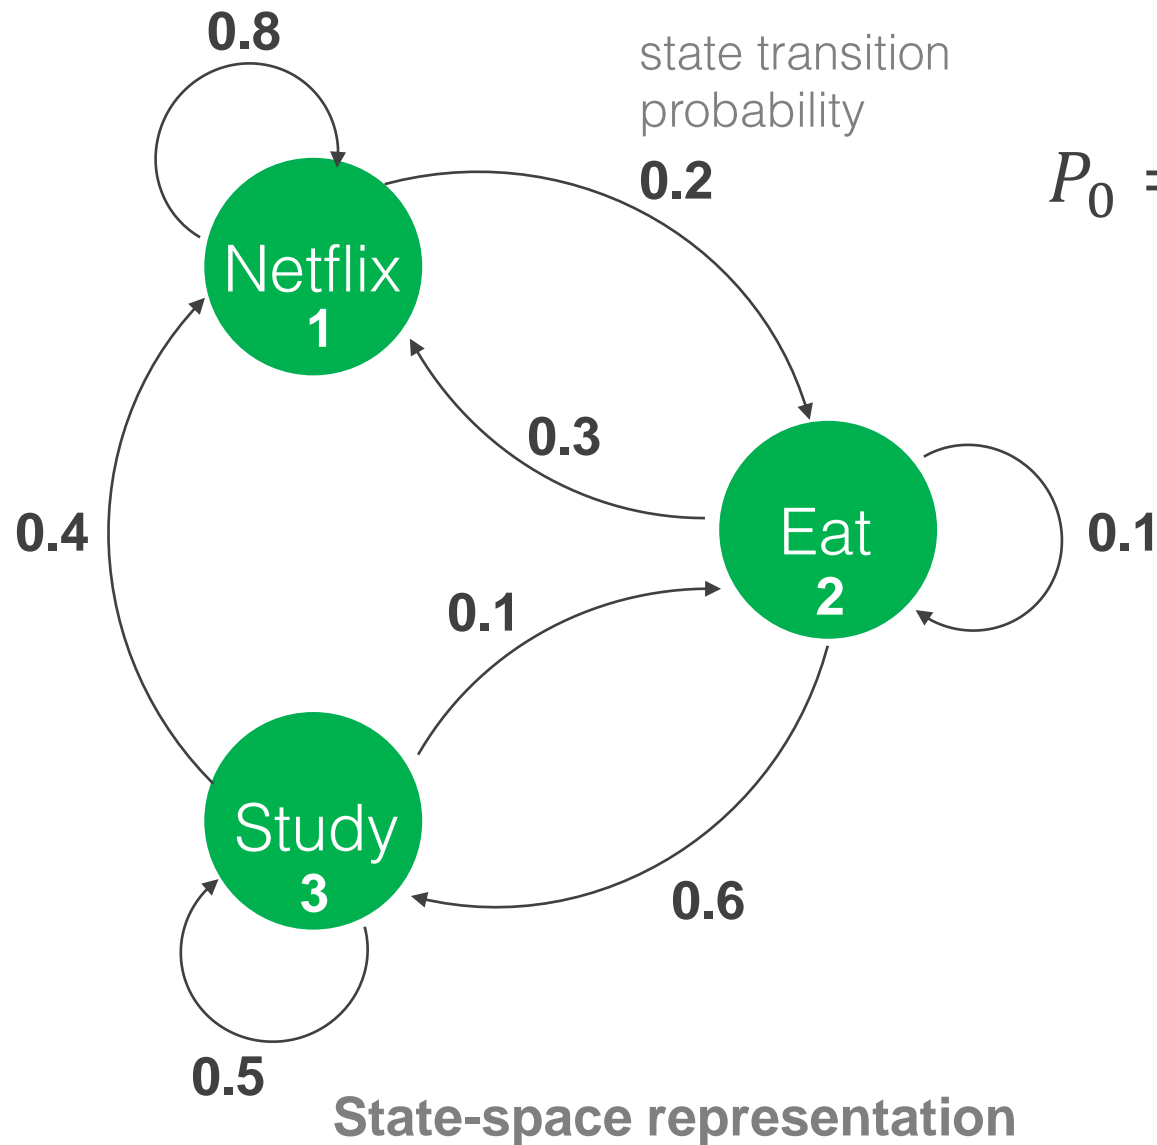 0.8
state transition
probability
0.2
P₀ =
Netflix
1
0.3
0.4
Eat
2
0.1
0.1
Study
3
0.6
0.5
State-space representation